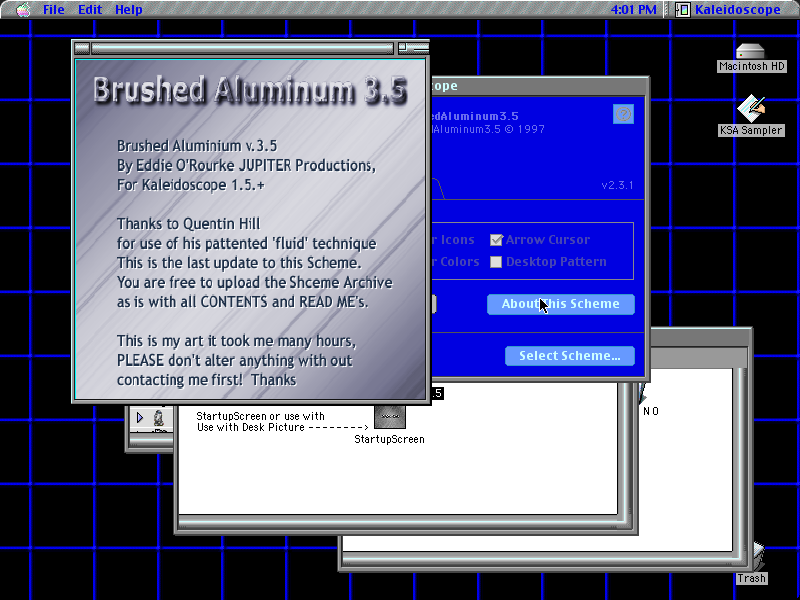 File Edit Help
4:01 PM
Kaleidoscope
Brushed Aluminum 3.5
Brushed Aluminium v.3.5
By Eddie O'Rourke JUPITER Productions,
For Kaleidoscope 1.5.+
Thanks to Quentin Hill
for use of his pattented 'fluid' technique
This is the last update to this Scheme.
You are free to upload the Shceme Archive
as is with all CONTENTS and READ ME's.
This is my art it took me many hours,
PLEASE don't alter anything with out
contacting me first! Thanks
ope
edAluminum3.5
dAluminum3.5 © 1997
v2.3.1
r Icons
Arrow Cursor
r Colors
Desktop Pattern
About This Scheme
Select Scheme...
Macintosh HD
KSA Sampler
.5
StartupScreen or use with
Use with Desk Picture -------->
StartupScreen
N O
Trash